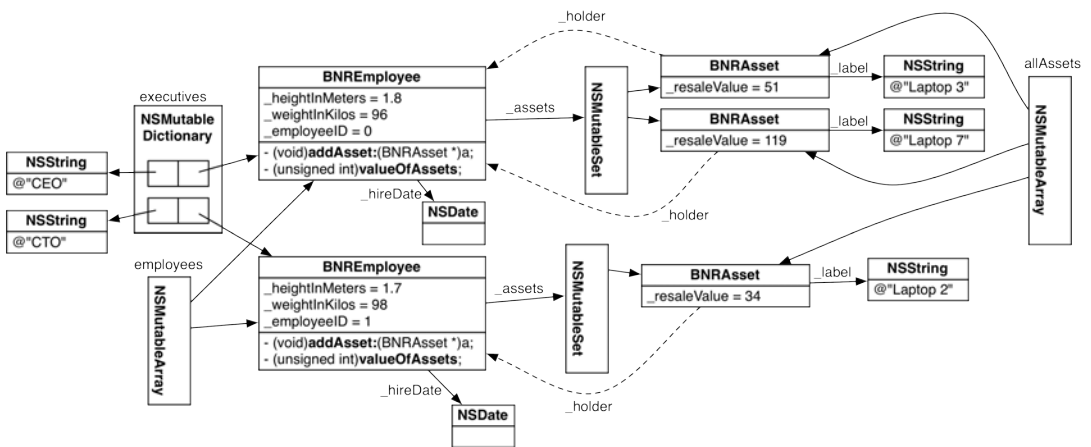 _holder
BNRAsset
_resaleValue = 51
_label
NSString
@"Laptop 3"
allAssets
NSMutableArray
BNREmployee
_heightInMeters = 1.8
_weightInKilos = 96
_employeeID = 0
- (void)addAsset:(BNRAsset *)a;
- (unsigned int)valueOfAssets;
_assets
NSMutableSet
executives
NSMutable
Dictionary
BNRAsset
_resaleValue = 119
_label
NSString
@"Laptop 7"
NSString
@"CEO"
NSString
@"CTO"
_hireDate
NSDate
_holder
employees
NSMutableArray
BNREmployee
_heightInMeters = 1.7
_weightInKilos = 98
_employeeID = 1
- (void)addAsset:(BNRAsset *)a;
- (unsigned int)valueOfAssets;
_assets
NSMutableSet
BNRAsset
_resaleValue = 34
_label
NSString
@"Laptop 2"
_hireDate
NSDate
_holder